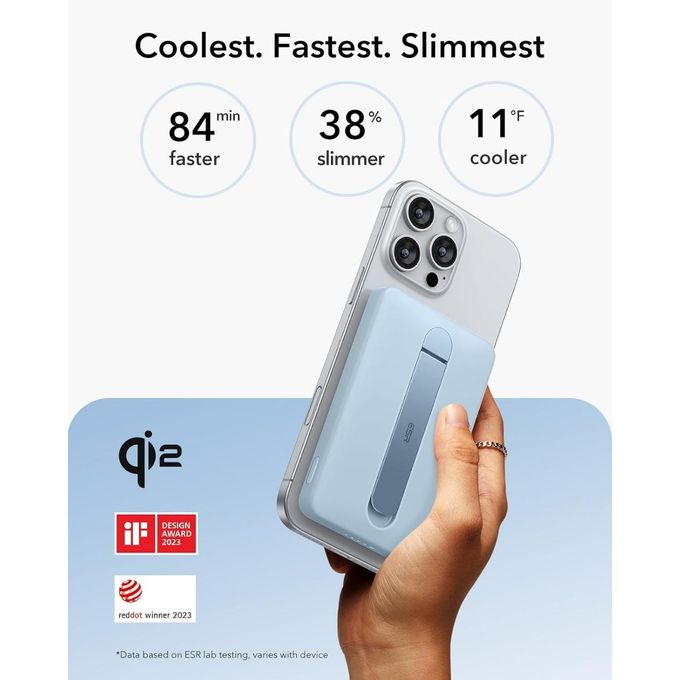 Coolest. Fastest. Slimmest
84 min
faster
38 %
slimmer
11 °F
cooler
ESR
qi2
iF DESIGN
AWARD
2023
reddot winner 2023
*Data based on ESR lab testing, varies with device